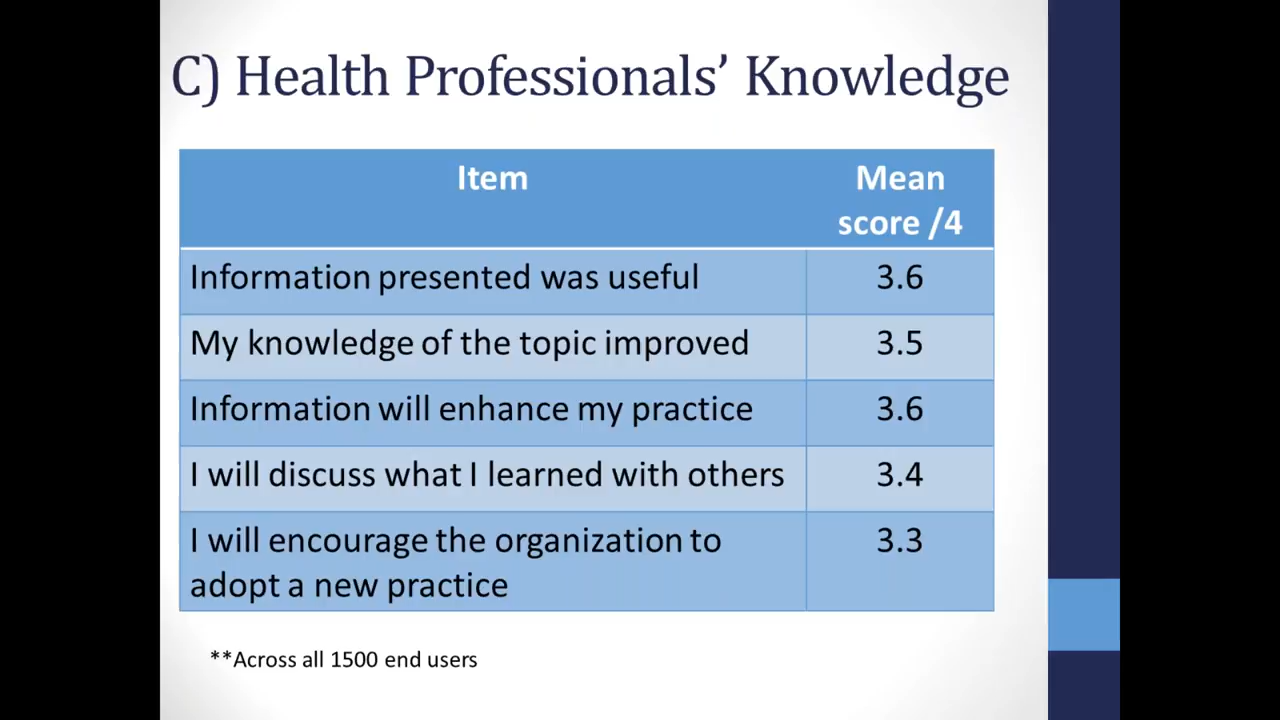 C) Health Professionals’ Knowledge
Item
Mean
score /4
Information presented was useful
3.6
My knowledge of the topic improved
3.5
Information will enhance my practice
3.6
I will discuss what I learned with others
3.4
I will encourage the organization to
adopt a new practice
3.3
**Across all 1500 end users